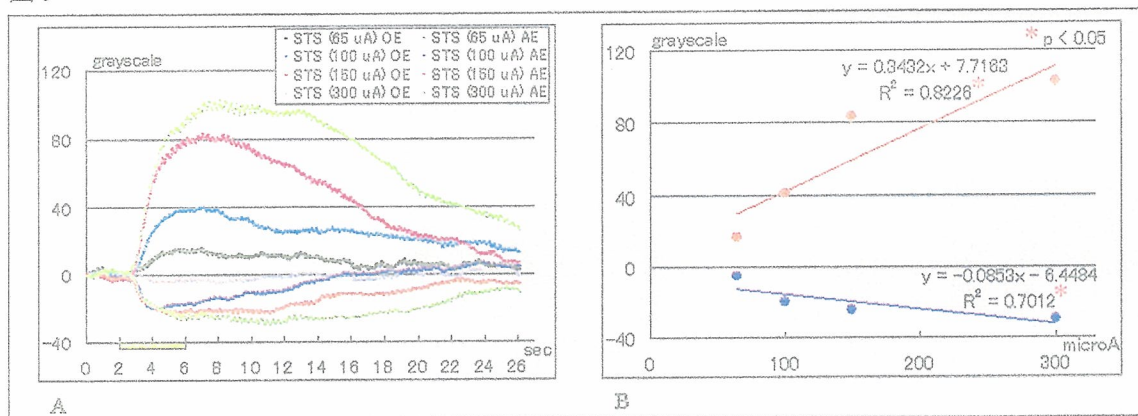 STS (65 uA) OE · STS (65 uA) AE
STS (100 uA) OE · STS (100 uA) AE
STS (150 uA) OE · STS (150 uA) AE
STS (300 uA) OE · STS (300 uA) AE
grayscale
120
80
40
0
-40
0 2 4 6 8 10 12 14 16 18 20 22 24 26
sec
A
grayscale
* p < 0.05
y = 0.3432x + 7.7163
R² = 0.8226 *
120
80
40
0
-40
y = -0.0853x - 6.4484
R² = 0.7012 *
0 100 200 300
microA
B